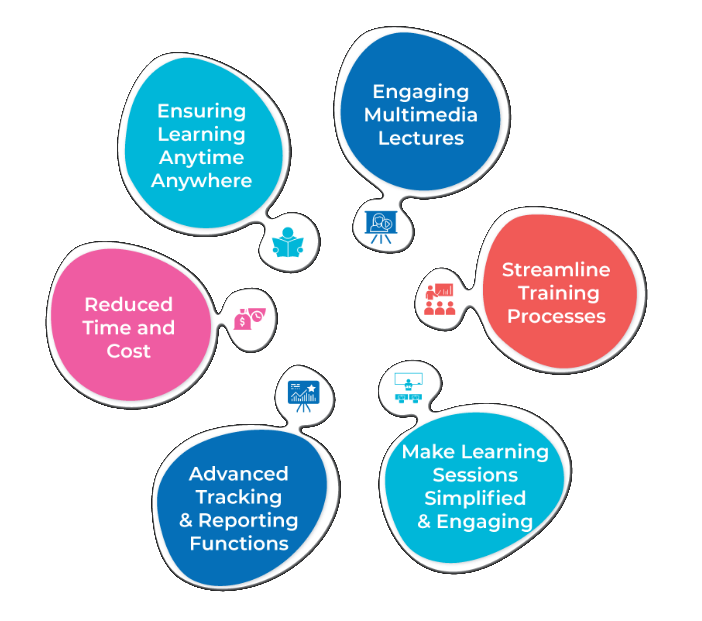 Ensuring
Learning
Anytime
Anywhere
Engaging
Multimedia
Lectures
Streamline
Training
Processes
Make Learning
Sessions
Simplified
& Engaging
Advanced
Tracking
& Reporting
Functions
Reduced
Time and
Cost
$